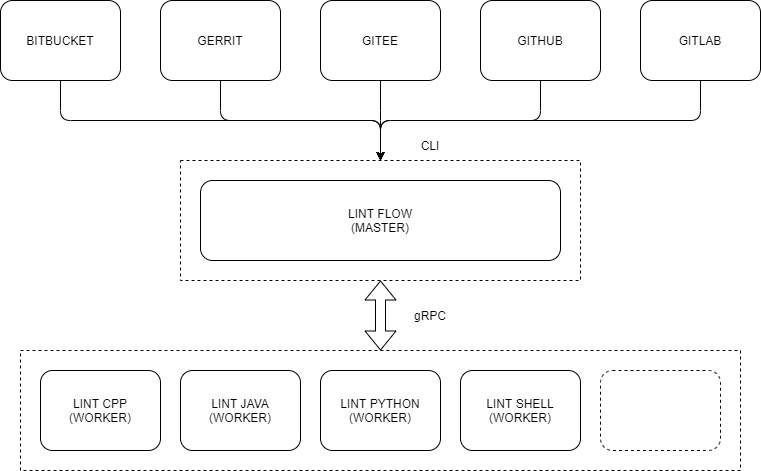 BITBUCKET
GERRIT
GITEE
GITHUB
GITLAB
CLI
LINT FLOW
(MASTER)
gRPC
LINT CPP
(WORKER)
LINT JAVA
(WORKER)
LINT PYTHON
(WORKER)
LINT SHELL
(WORKER)